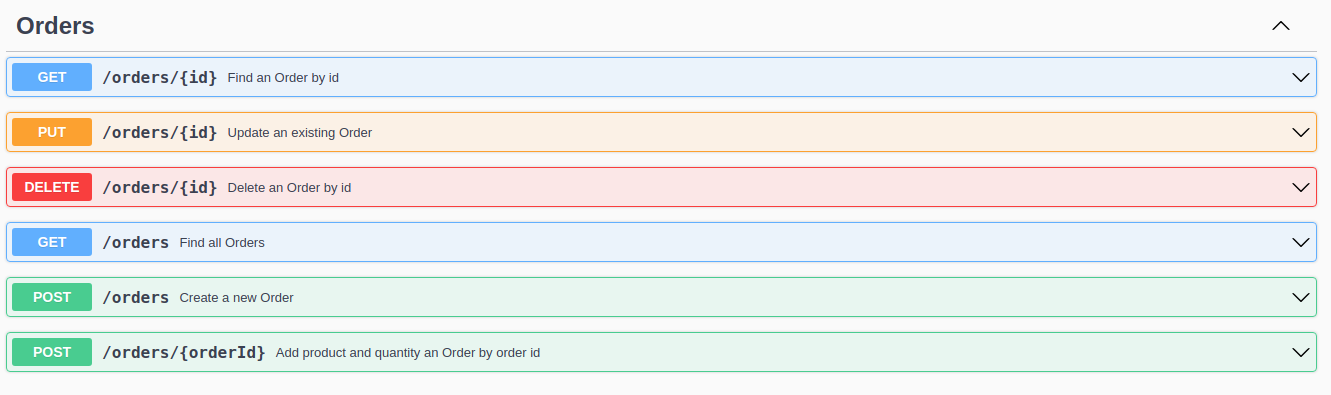 Orders
GET /orders/{id} Find an Order by id
PUT /orders/{id} Update an existing Order
DELETE /orders/{id} Delete an Order by id
GET /orders Find all Orders
POST /orders Create a new Order
POST /orders/{orderId} Add product and quantity an Order by order id